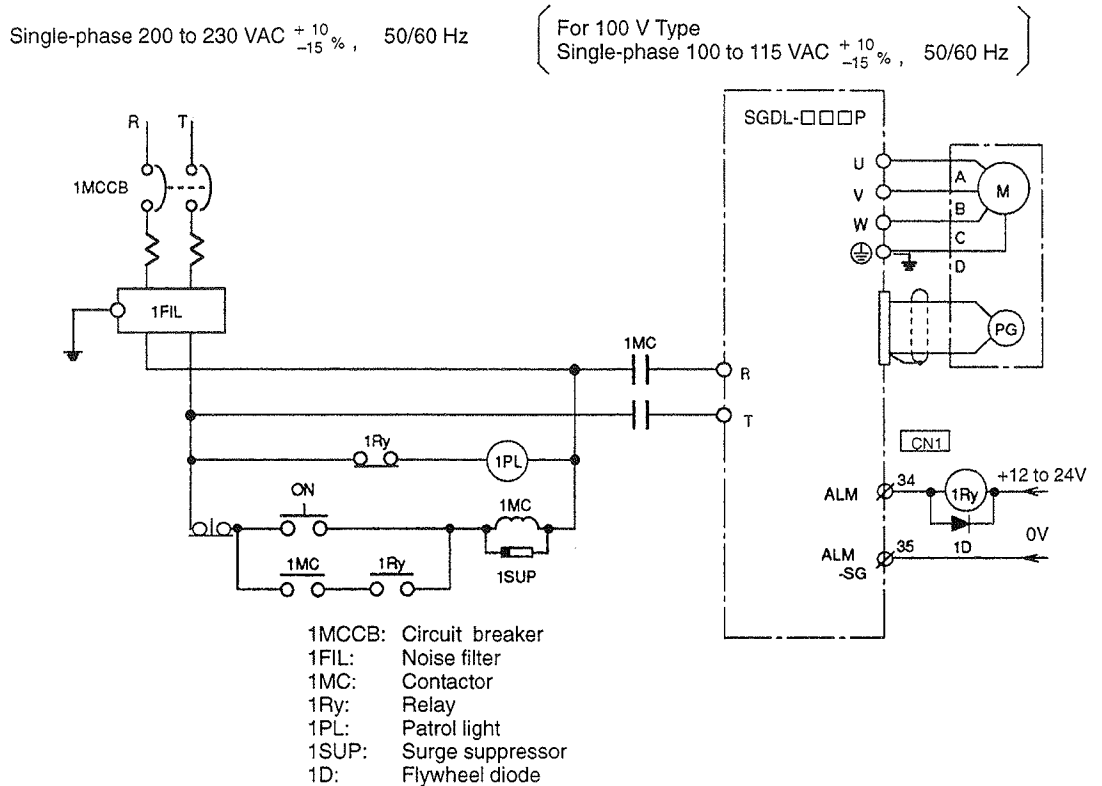 Single-phase 200 to 230 VAC +10 −15 %, 50/60 Hz
For 100 V Type
Single-phase 100 to 115 VAC +10 −15 %, 50/60 Hz
SGDL-□□□P
R T
1MCCB
1FIL
U
V
W
A
B
C
D
M
PG
1MC
R
T
1Ry
1PL
ON
1MC
1SUP
1MC
1Ry
CN1
ALM
34
1Ry
+12 to 24V
1D
0V
ALM
-SG
35
1MCCB: Circuit breaker
1FIL: Noise filter
1MC: Contactor
1Ry: Relay
1PL: Patrol light
1SUP: Surge suppressor
1D: Flywheel diode